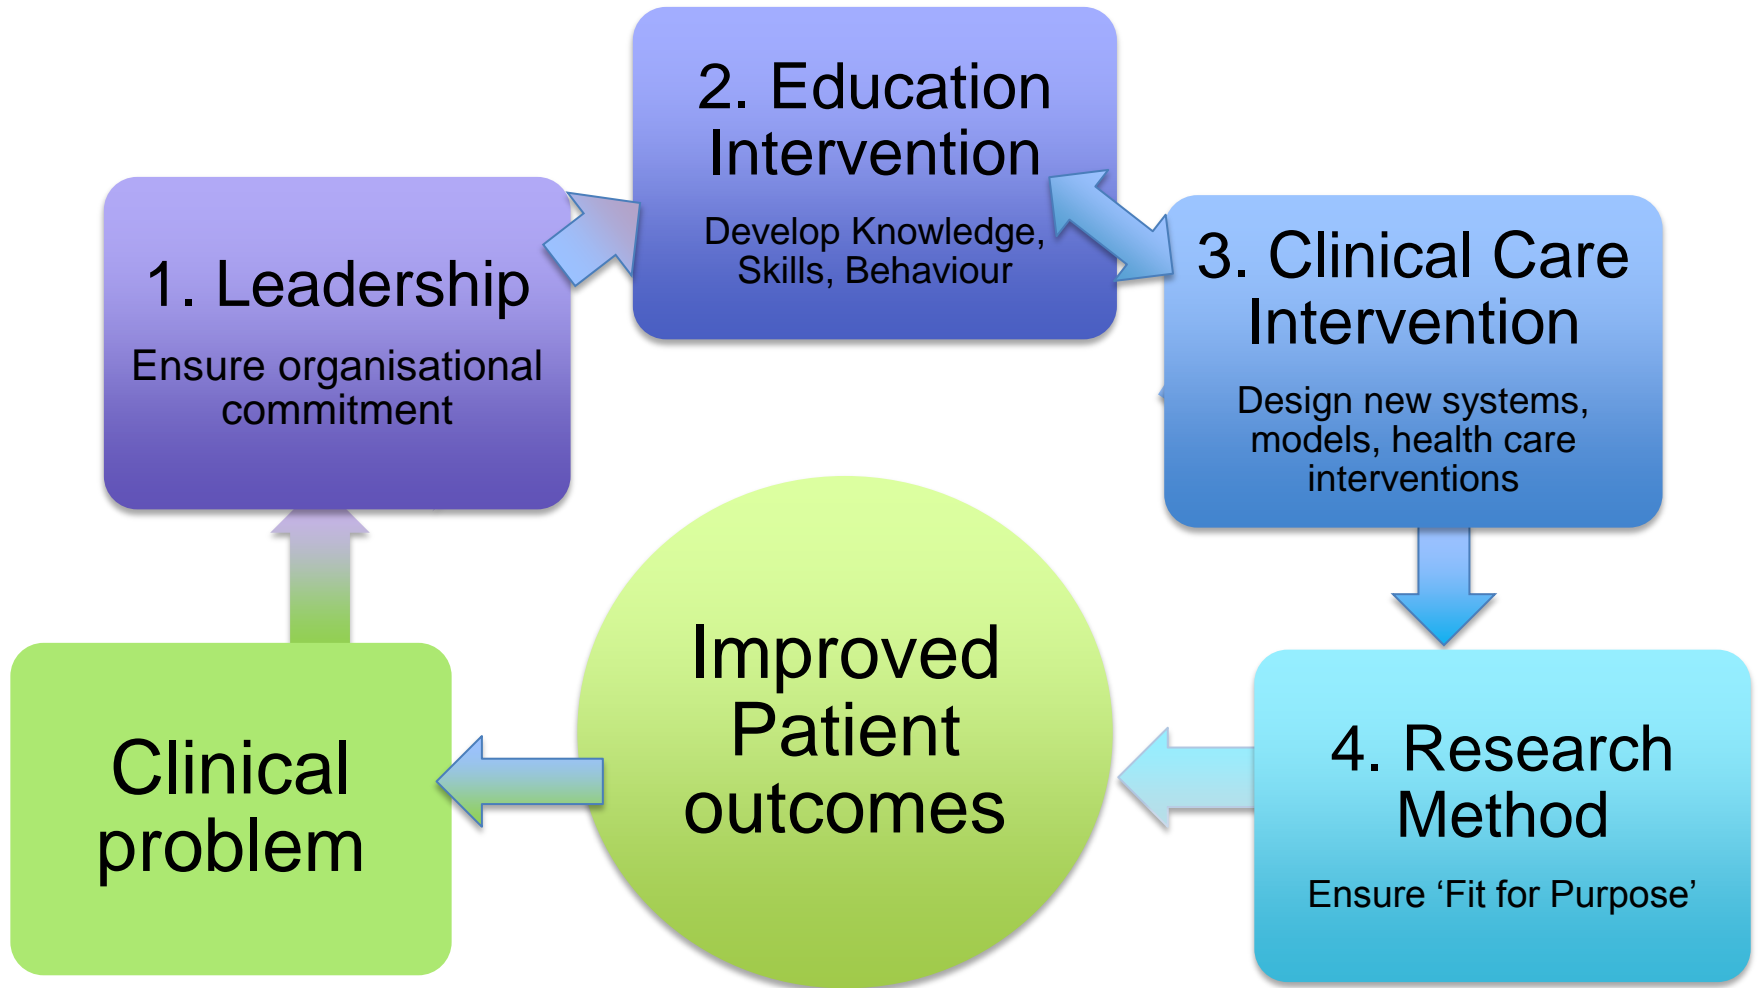 2. Education
Intervention
Develop Knowledge,
Skills, Behaviour
1. Leadership
Ensure organisational
commitment
3. Clinical Care
Intervention
Design new systems,
models, health care
interventions
Improved
Patient
outcomes
Clinical
problem
4. Research
Method
Ensure ‘Fit for Purpose’